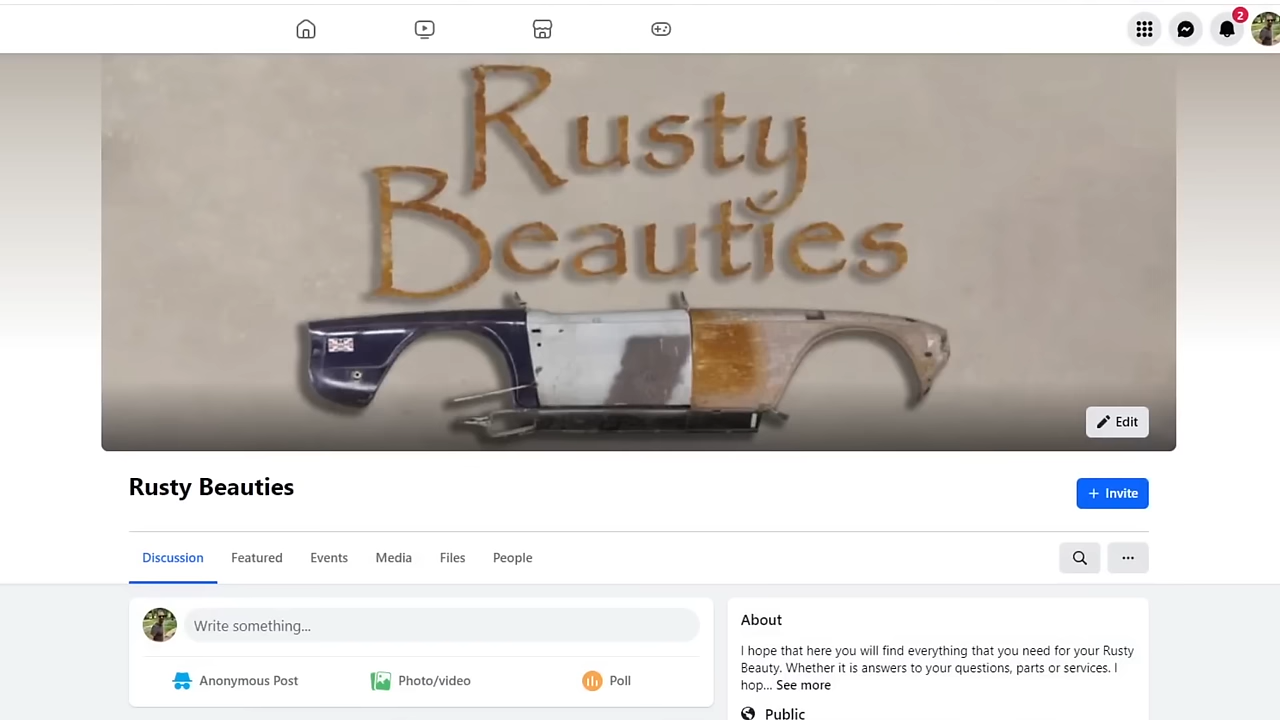 2
Rusty
Beauties
Edit
Rusty Beauties
+ Invite
Discussion Featured Events Media Files People
Write something...
Anonymous Post Photo/video Poll
About
I hope that here you will find everything that you need for your Rusty
Beauty. Whether it is answers to your questions, parts or services. I
hop... See more
Public